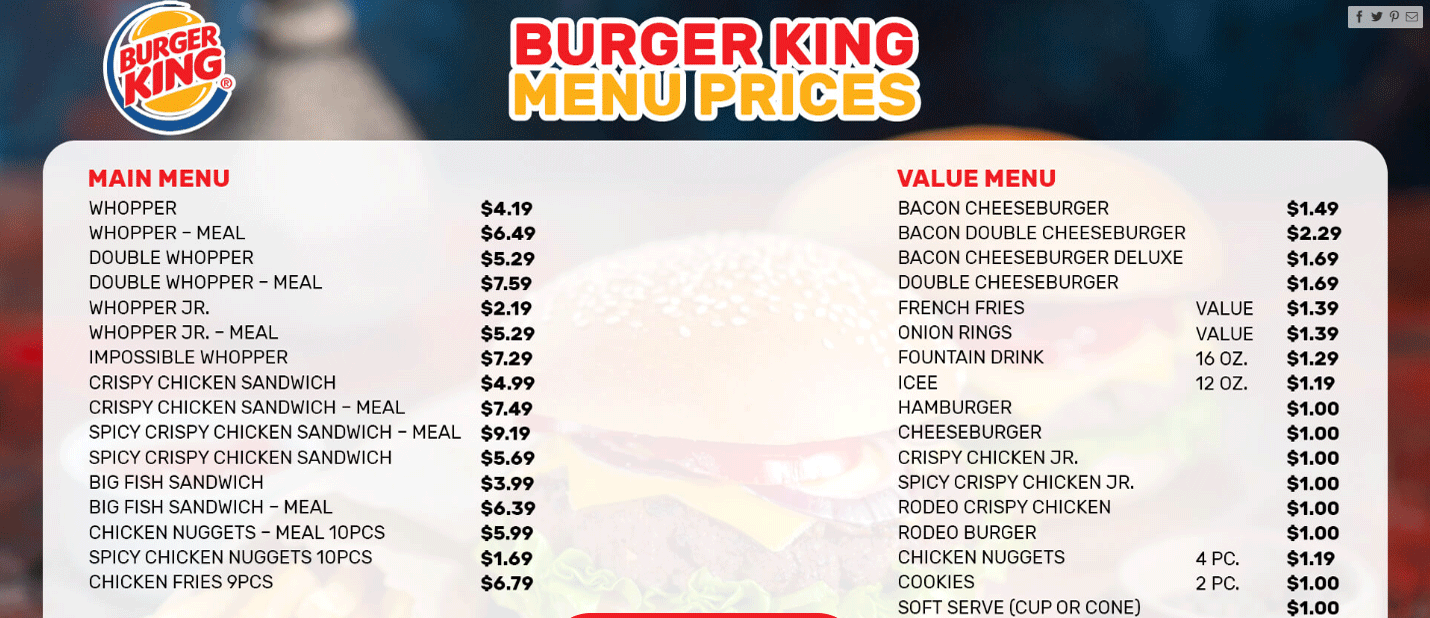 BURGER
KING
®
BURGER KING
MENU PRICES
MAIN MENU
WHOPPER $4.19
WHOPPER – MEAL $6.49
DOUBLE WHOPPER $5.29
DOUBLE WHOPPER – MEAL $7.59
WHOPPER JR. $2.19
WHOPPER JR. – MEAL $5.29
IMPOSSIBLE WHOPPER $7.29
CRISPY CHICKEN SANDWICH $4.99
CRISPY CHICKEN SANDWICH – MEAL $7.49
SPICY CRISPY CHICKEN SANDWICH – MEAL $9.19
SPICY CRISPY CHICKEN SANDWICH $5.69
BIG FISH SANDWICH $3.99
BIG FISH SANDWICH – MEAL $6.39
CHICKEN NUGGETS – MEAL 10PCS $5.99
SPICY CHICKEN NUGGETS 10PCS $1.69
CHICKEN FRIES 9PCS $6.79
VALUE MENU
BACON CHEESEBURGER $1.49
BACON DOUBLE CHEESEBURGER $2.29
BACON CHEESEBURGER DELUXE $1.69
DOUBLE CHEESEBURGER $1.69
FRENCH FRIES VALUE $1.39
ONION RINGS VALUE $1.39
FOUNTAIN DRINK 16 OZ. $1.29
ICEE 12 OZ. $1.19
HAMBURGER $1.00
CHEESEBURGER $1.00
CRISPY CHICKEN JR. $1.00
SPICY CRISPY CHICKEN JR. $1.00
RODEO CRISPY CHICKEN $1.00
RODEO BURGER $1.00
CHICKEN NUGGETS 4 PC. $1.19
COOKIES 2 PC. $1.00
SOFT SERVE (CUP OR CONE) $1.00